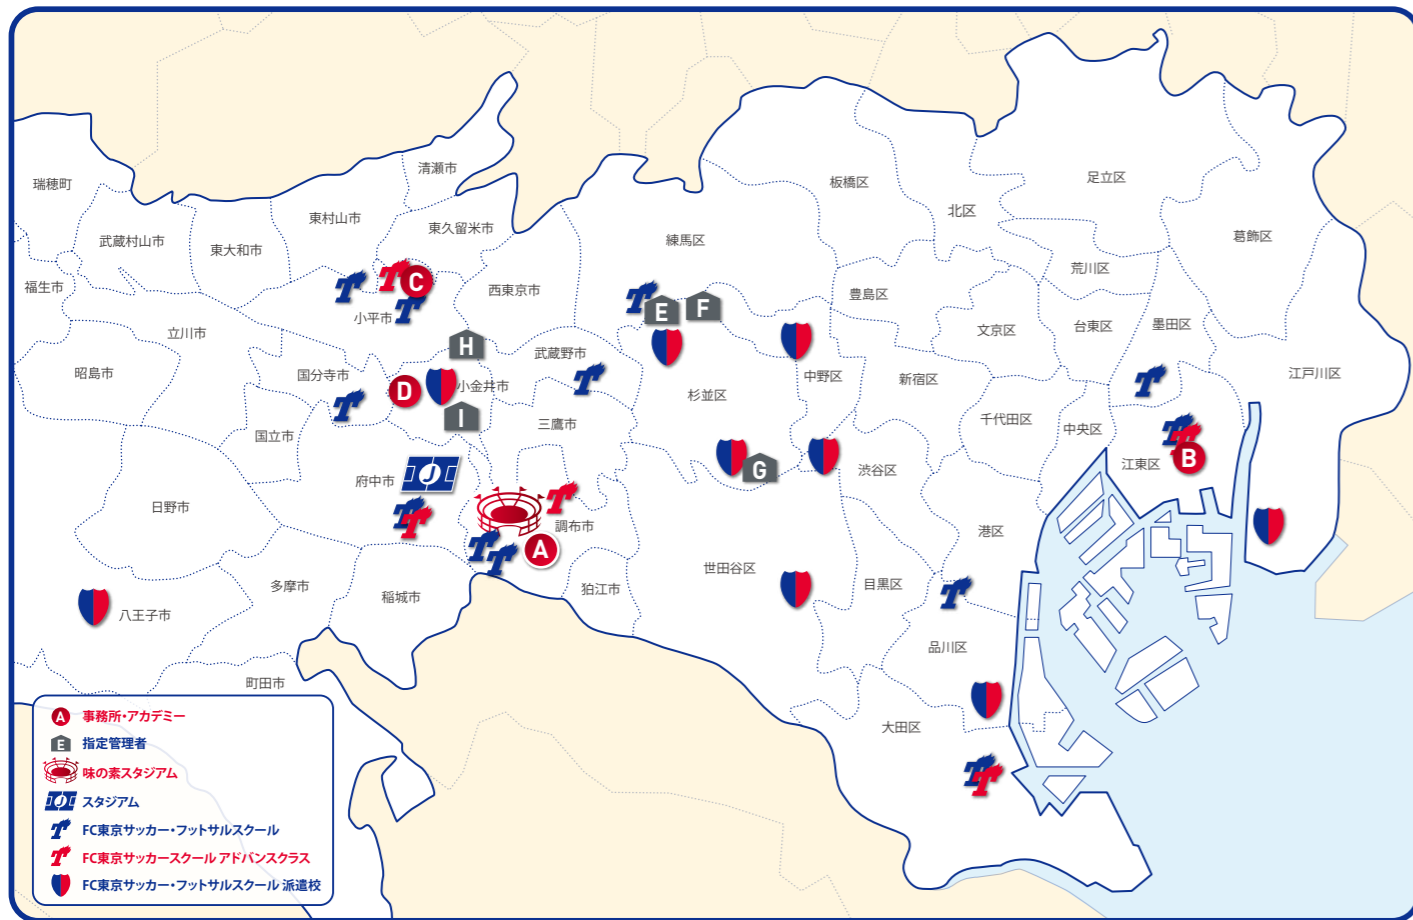 瑞穂町
清瀬市
東村山市
東久留米市
武蔵村山市
東大和市
福生市
西東京市
練馬区
板橋区
北区
足立区
葛飾区
荒川区
豊島区
文京区
台東区
墨田区
C
E
F
小平市
立川市
昭島市
国分寺市
H
武蔵野市
D
小金井市
I
三鷹市
杉並区
中野区
新宿区
千代田区
中央区
江戸川区
国立市
府中市
J
G
渋谷区
江東区
B
日野市
調布市
A
港区
多摩市
稲城市
狛江市
世田谷区
目黒区
八王子市
品川区
町田市
大田区
A 事務所・アカデミー
E 指定管理者
味の素スタジアム
J スタジアム
FC東京サッカー・フットサルスクール
FC東京サッカースクール アドバンスクラス
FC東京サッカー・フットサルスクール 派遣校